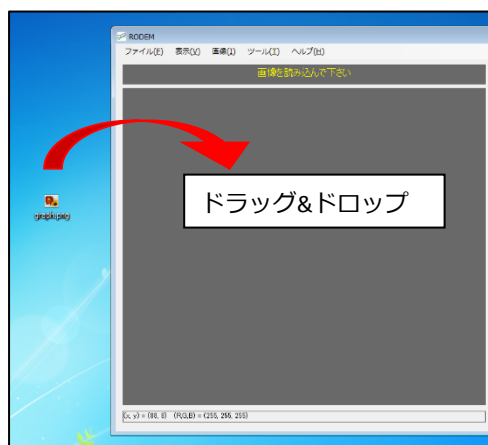 RODEM
ファイル(F) 表示(V) 画像(I) ツール(T) ヘルプ(H)
画像を読み込んで下さい
ドラッグ&ドロップ
graph.png
(x, y) = (88, 8) (R,G,B) = (255, 255, 255)